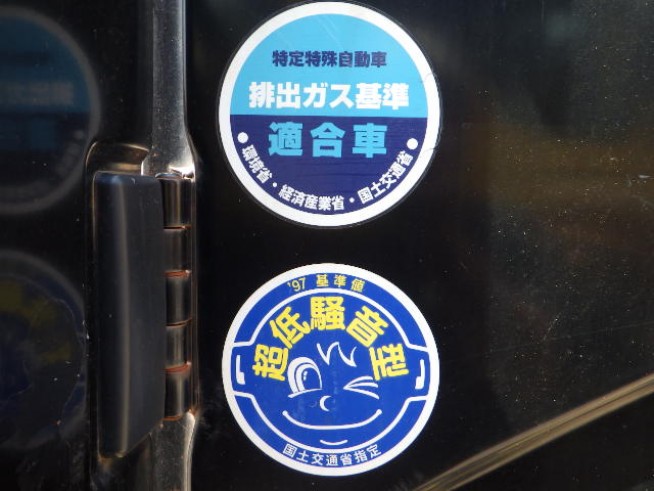 特定特殊自動車
排出ガス基準
適合車
・環境省・経済産業省・国土交通省・
'97 基準値
超低騒音型
国土交通省指定